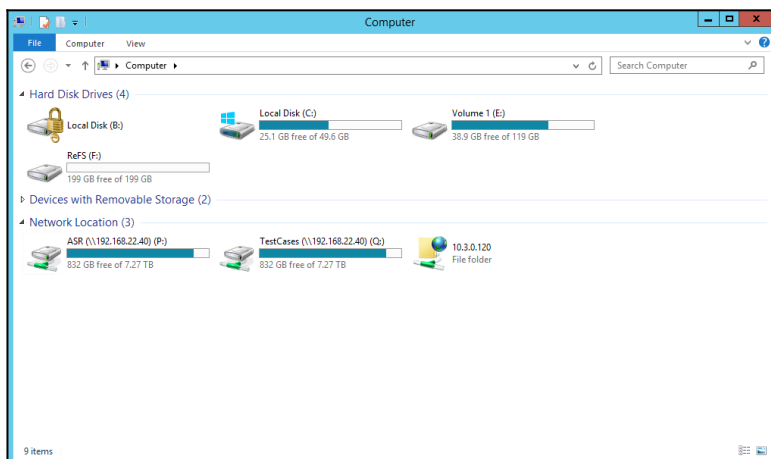 Computer
File Computer View
Computer Search Computer
Hard Disk Drives (4)
Local Disk (B:)
Local Disk (C:)
25.1 GB free of 49.6 GB
Volume 1 (E:)
38.9 GB free of 119 GB
ReFS (F:)
199 GB free of 199 GB
Devices with Removable Storage (2)
Network Location (3)
ASR (\\192.168.22.40) (P:)
832 GB free of 7.27 TB
TestCases (\\192.168.22.40) (Q:)
832 GB free of 7.27 TB
10.3.0.120
File folder
9 items